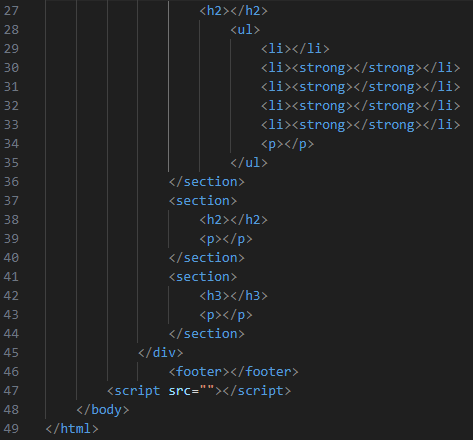 27 <h2></h2>
28 <ul>
29 <li></li>
30 <li><strong></strong></li>
31 <li><strong></strong></li>
32 <li><strong></strong></li>
33 <li><strong></strong></li>
34 <p></p>
35 </ul>
36 </section>
37 <section>
38 <h2></h2>
39 <p></p>
40 </section>
41 <section>
42 <h3></h3>
43 <p></p>
44 </section>
45 </div>
46 <footer></footer>
47 <script src=""></script>
48 </body>
49 </html>